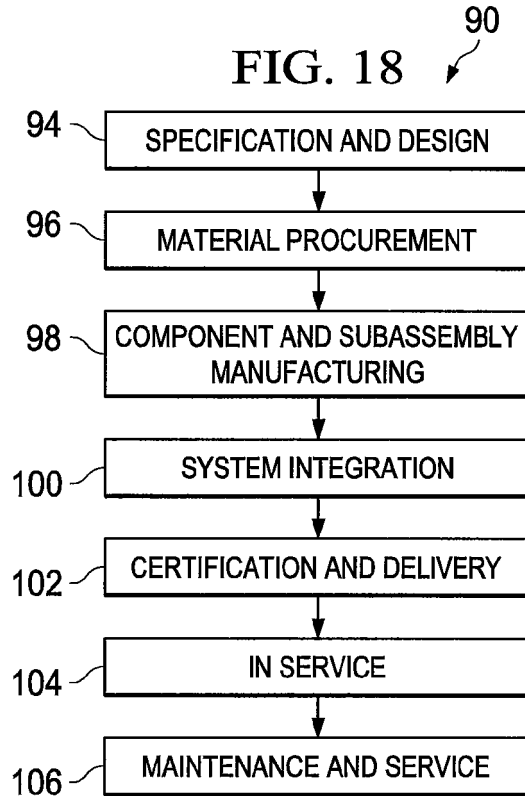 90
FIG. 18
94
SPECIFICATION AND DESIGN
96
MATERIAL PROCUREMENT
98
COMPONENT AND SUBASSEMBLY
MANUFACTURING
100
SYSTEM INTEGRATION
102
CERTIFICATION AND DELIVERY
104
IN SERVICE
106
MAINTENANCE AND SERVICE